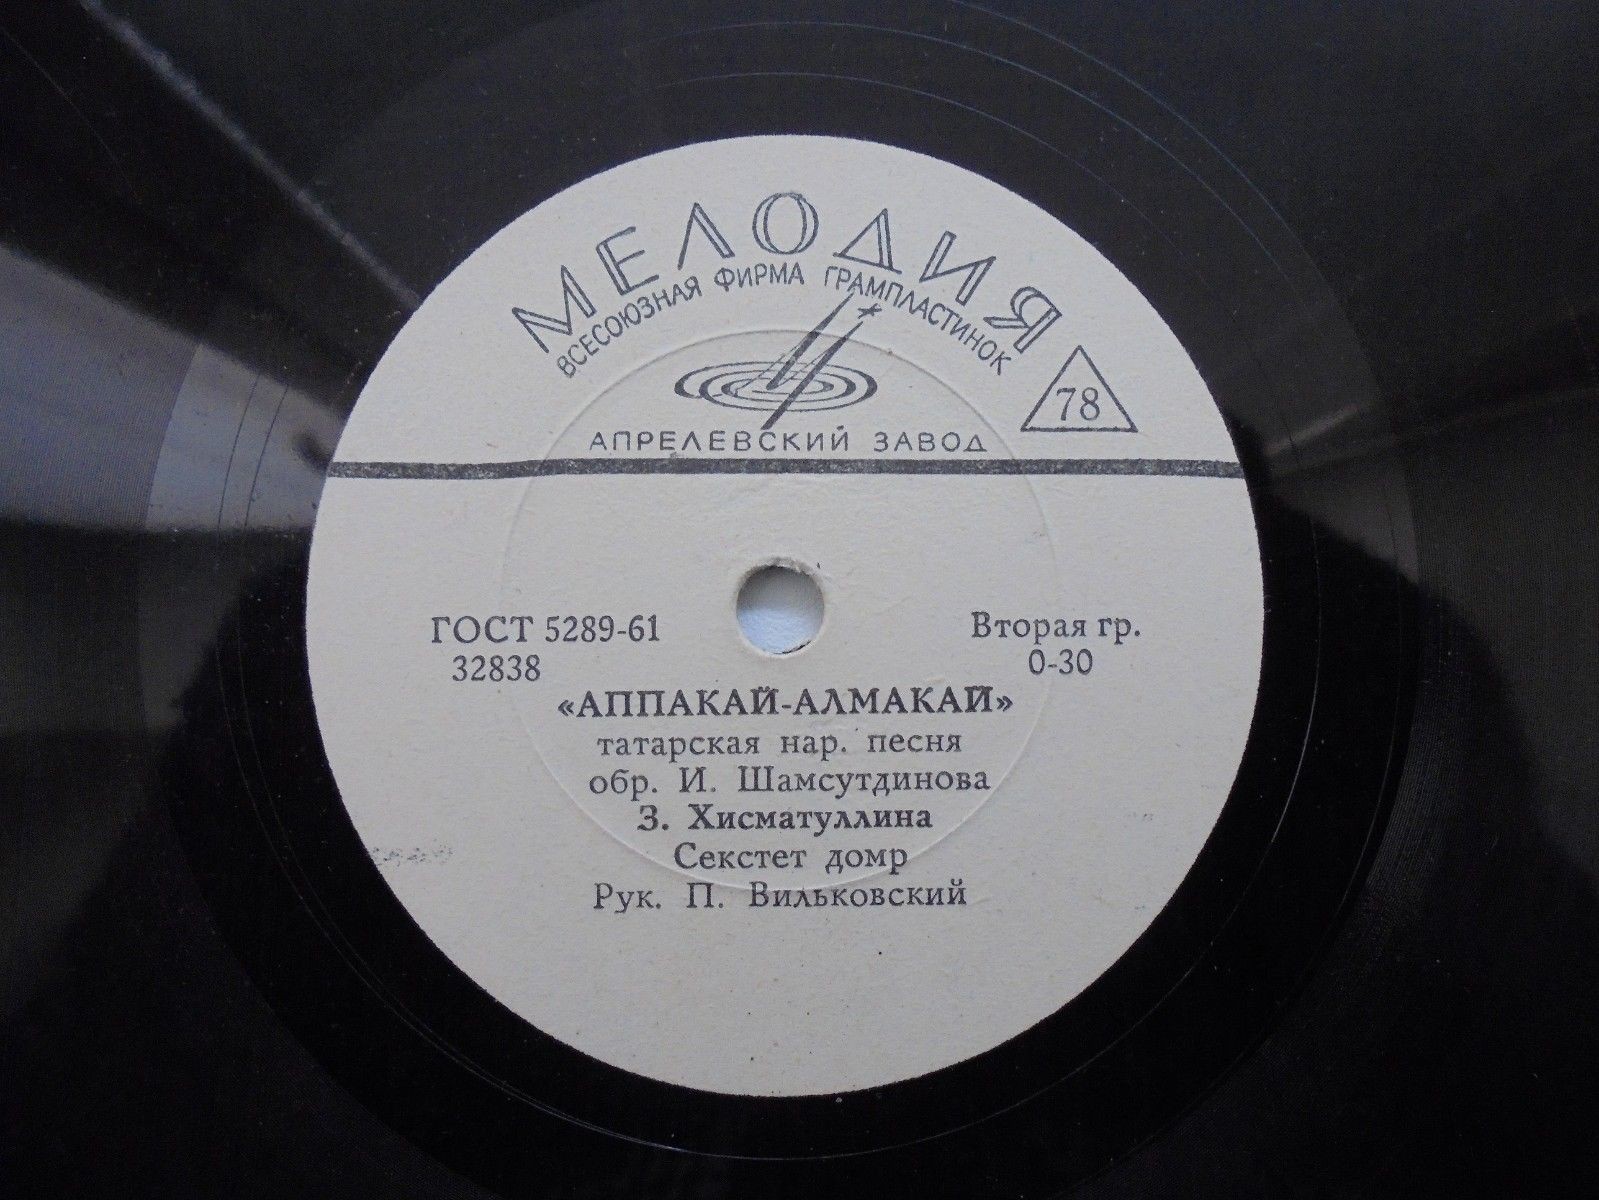 МЕЛОДИЯ
ВСЕСОЮЗНАЯ ФИРМА ГРАМПЛАСТИНОК
78
АПРЕЛЕВСКИЙ ЗАВОД
ГОСТ 5289-61
32838
Вторая гр.
0-30
«АППАКАЙ-АЛМАКАЙ»
татарская нар. песня
обр. И. Шамсутдинова
З. Хисматуллина
Секстет домр
Рук. П. Вильковский